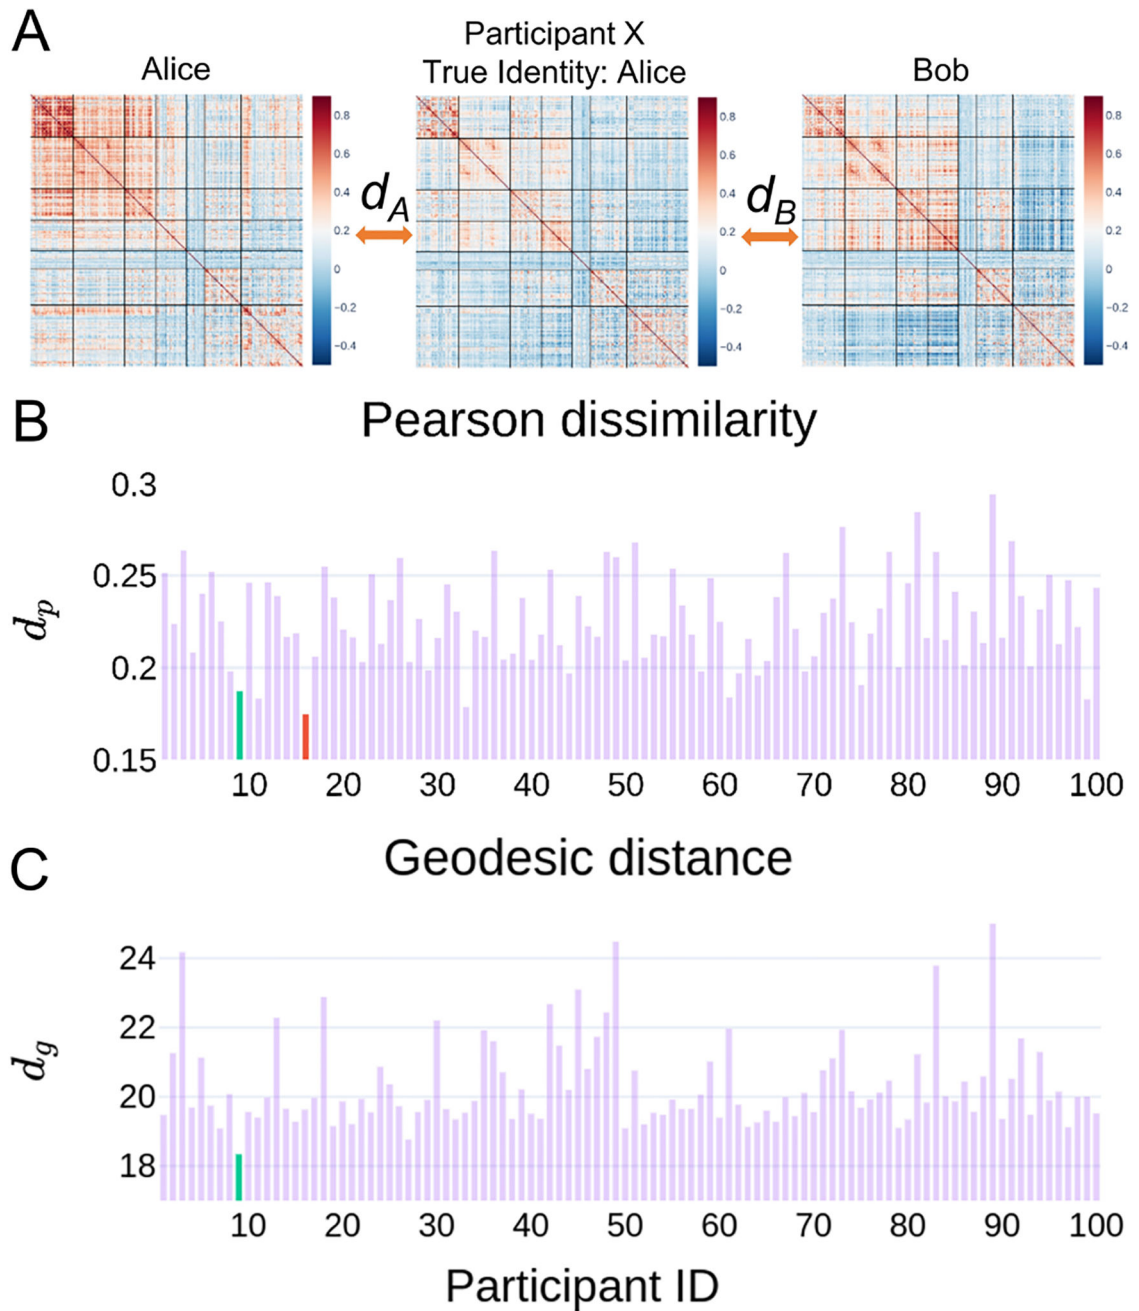 A
Participant X
Alice
True Identity: Alice
Bob
0.8
0.6
0.4
0.2
0
−0.2
−0.4
d_A
0.8
0.6
0.4
0.2
0
−0.2
−0.4
d_B
0.8
0.6
0.4
0.2
0
−0.2
−0.4
B
Pearson dissimilarity
0.3
0.25
0.2
0.15
d_p
10 20 30 40 50 60 70 80 90 100
C
Geodesic distance
24
22
20
18
d_g
10 20 30 40 50 60 70 80 90 100
Participant ID